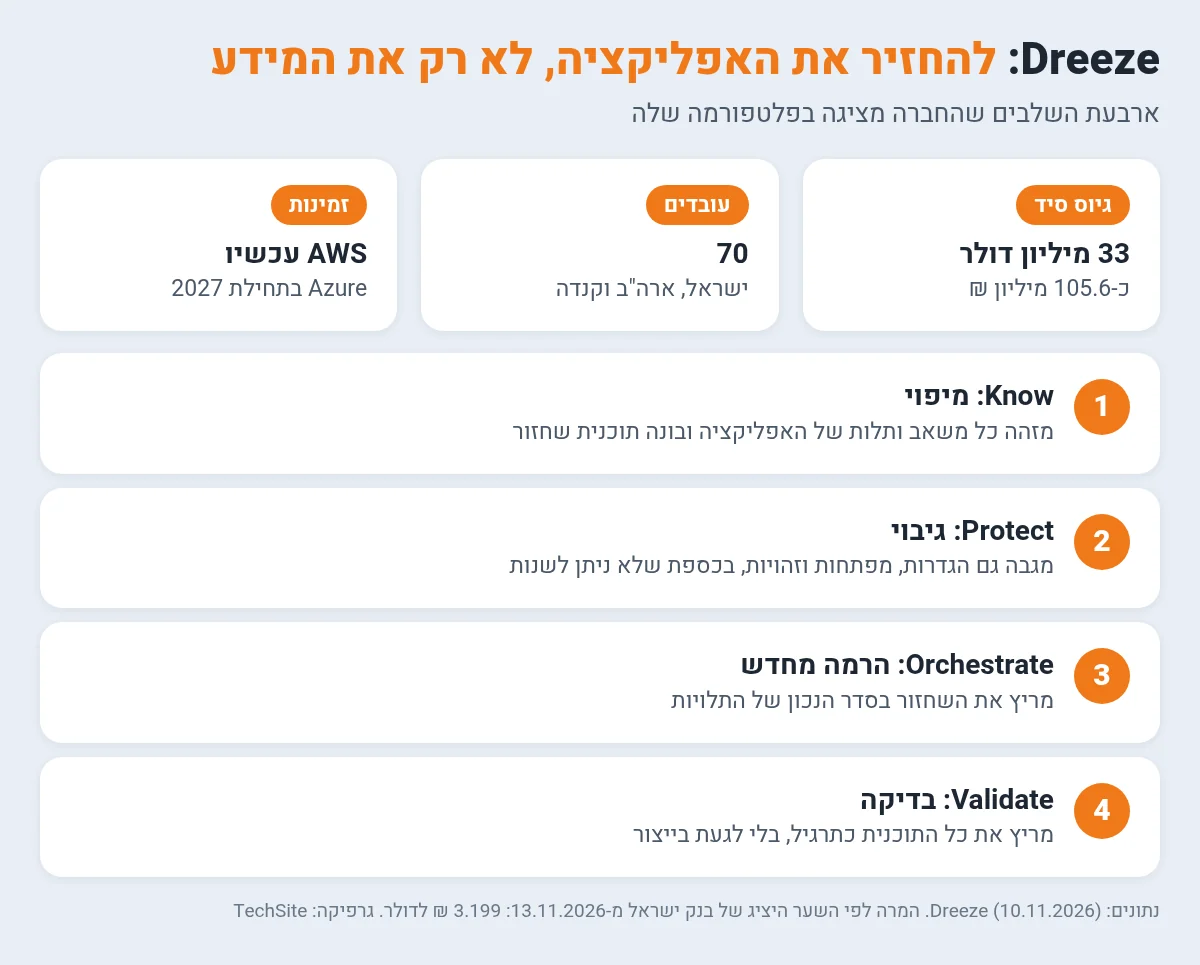 Dreeze: להחזיר את האפליקציה, לא רק את המידע
ארבעת השלבים שהחברה מציגה בפלטפורמה שלה
גיוס סיד
33 מיליון דולר
כ-105.6 מיליון ₪
עובדים
70
ישראל, ארה"ב וקנדה
זמינות
AWS עכשיו
Azure בתחילת 2027
1
Know: מיפוי
מזהה כל משאב ותלות של האפליקציה ובונה תוכנית שחזור
2
Protect: גיבוי
מגבה גם הגדרות, מפתחות וזהויות, בכספת שלא ניתן לשנות
3
Orchestrate: הרמה מחדש
מריץ את השחזור בסדר הנכון של התלויות
4
Validate: בדיקה
מריץ את כל התוכנית כתרגיל, בלי לגעת בייצור
נתונים: Dreeze (10.11.2026). המרה לפי השער היציג של בנק ישראל מ-13.11.2026: 3.199 ₪ לדולר. גרפיקה: TechSite